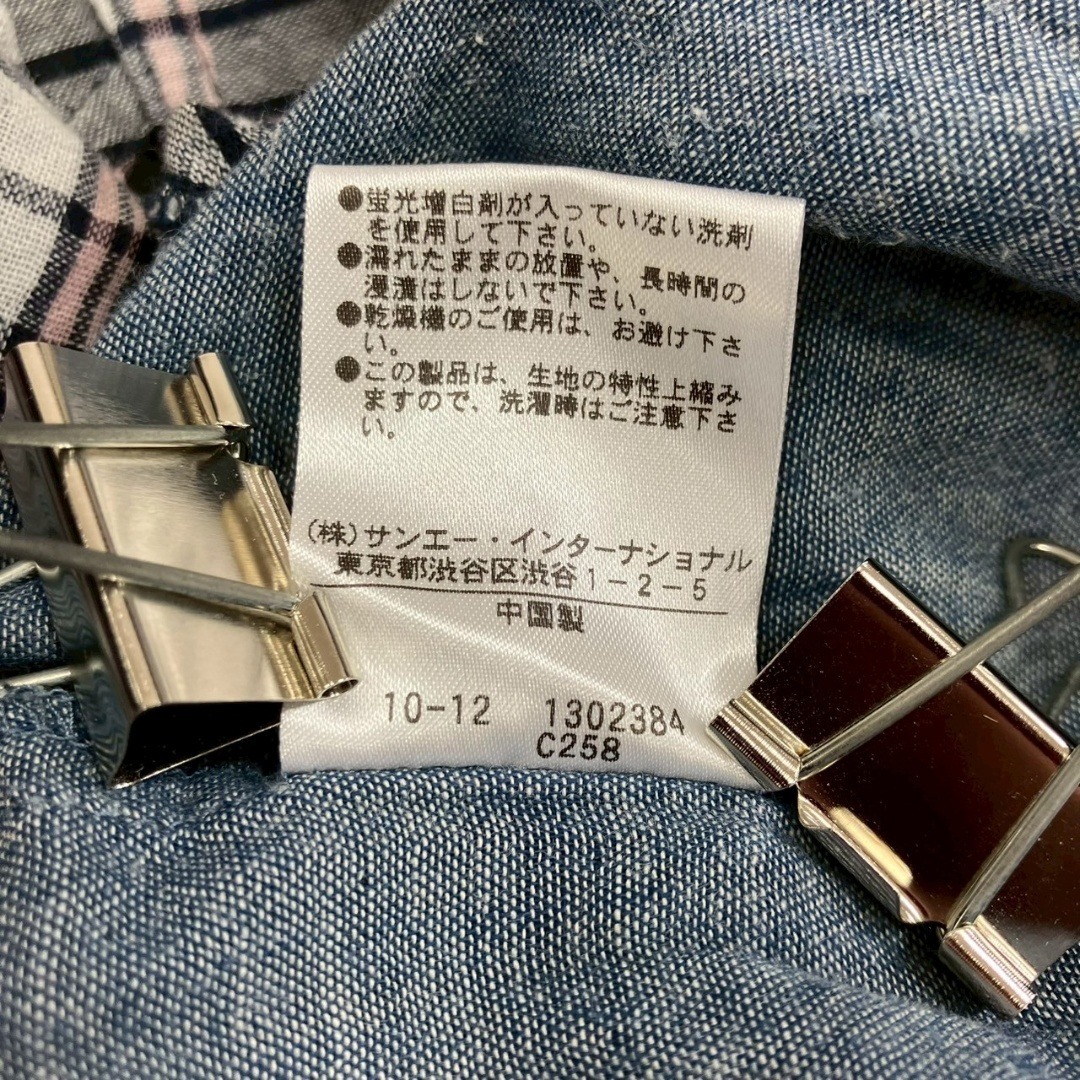 ●蛍光増白剤が入っていない洗剤
を使用して下さい。
●濡れたままの放置や、長時間の
浸漬はしないで下さい。
●乾燥機のご使用は、お避け下さ
い。
●この製品は、生地の特性上縮み
ますので、洗濯時はご注意下さ
い。
(株)サンエー・インターナショナル
東京都渋谷区渋谷1-2-5
中国製
10-12 1302384
C258